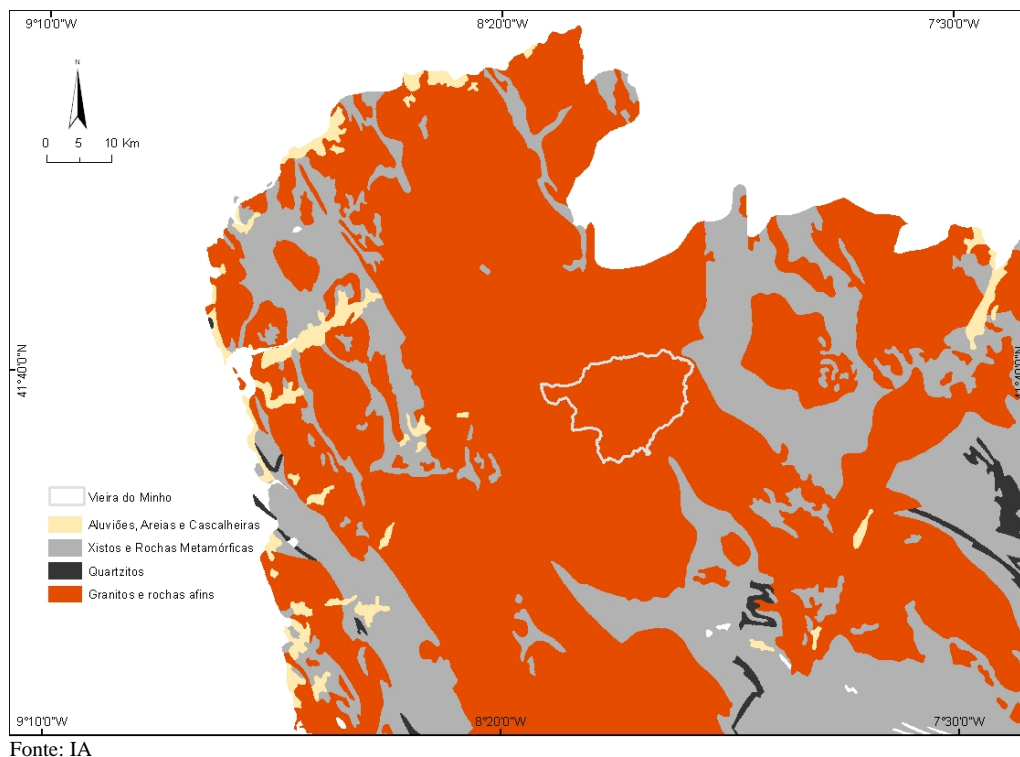 9°10'0"W
8°20'0"W
7°30'0"W
N
0 5 10 Km
41°40'0"N
41°40'0"N
Vieira do Minho
Aluviões, Areias e Cascalheiras
Xistos e Rochas Metamórficas
Quartzitos
Granitos e rochas afins
9°10'0"W
8°20'0"W
7°30'0"W
Fonte: IA